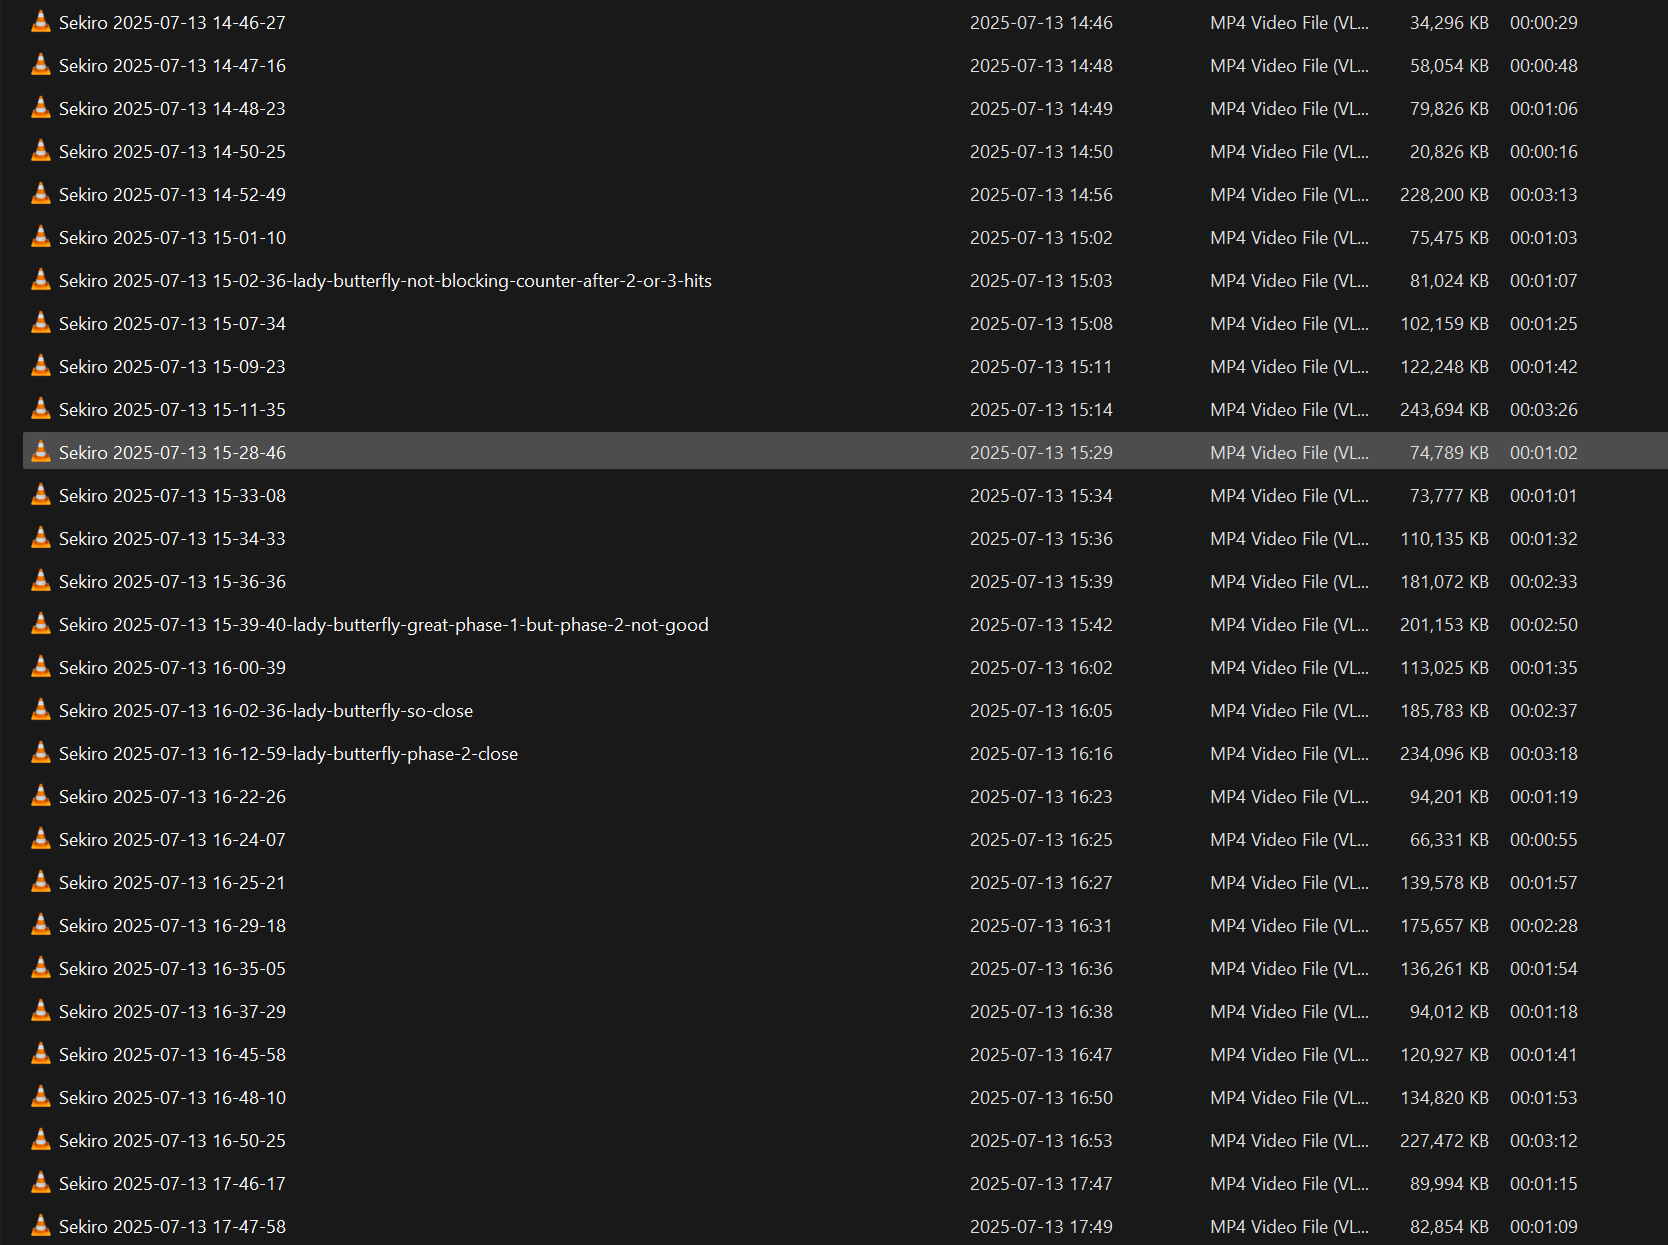 Sekiro 2025-07-13 14-46-27 2025-07-13 14:46 MP4 Video File (VL... 34,296 KB 00:00:29
Sekiro 2025-07-13 14-47-16 2025-07-13 14:48 MP4 Video File (VL... 58,054 KB 00:00:48
Sekiro 2025-07-13 14-48-23 2025-07-13 14:49 MP4 Video File (VL... 79,826 KB 00:01:06
Sekiro 2025-07-13 14-50-25 2025-07-13 14:50 MP4 Video File (VL... 20,826 KB 00:00:16
Sekiro 2025-07-13 14-52-49 2025-07-13 14:56 MP4 Video File (VL... 228,200 KB 00:03:13
Sekiro 2025-07-13 15-01-10 2025-07-13 15:02 MP4 Video File (VL... 75,475 KB 00:01:03
Sekiro 2025-07-13 15-02-36-lady-butterfly-not-blocking-counter-after-2-or-3-hits 2025-07-13 15:03 MP4 Video File (VL... 81,024 KB 00:01:07
Sekiro 2025-07-13 15-07-34 2025-07-13 15:08 MP4 Video File (VL... 102,159 KB 00:01:25
Sekiro 2025-07-13 15-09-23 2025-07-13 15:11 MP4 Video File (VL... 122,248 KB 00:01:42
Sekiro 2025-07-13 15-11-35 2025-07-13 15:14 MP4 Video File (VL... 243,694 KB 00:03:26
Sekiro 2025-07-13 15-28-46 2025-07-13 15:29 MP4 Video File (VL... 74,789 KB 00:01:02
Sekiro 2025-07-13 15-33-08 2025-07-13 15:34 MP4 Video File (VL... 73,777 KB 00:01:01
Sekiro 2025-07-13 15-34-33 2025-07-13 15:36 MP4 Video File (VL... 110,135 KB 00:01:32
Sekiro 2025-07-13 15-36-36 2025-07-13 15:39 MP4 Video File (VL... 181,072 KB 00:02:33
Sekiro 2025-07-13 15-39-40-lady-butterfly-great-phase-1-but-phase-2-not-good 2025-07-13 15:42 MP4 Video File (VL... 201,153 KB 00:02:50
Sekiro 2025-07-13 16-00-39 2025-07-13 16:02 MP4 Video File (VL... 113,025 KB 00:01:35
Sekiro 2025-07-13 16-02-36-lady-butterfly-so-close 2025-07-13 16:05 MP4 Video File (VL... 185,783 KB 00:02:37
Sekiro 2025-07-13 16-12-59-lady-butterfly-phase-2-close 2025-07-13 16:16 MP4 Video File (VL... 234,096 KB 00:03:18
Sekiro 2025-07-13 16-22-26 2025-07-13 16:23 MP4 Video File (VL... 94,201 KB 00:01:19
Sekiro 2025-07-13 16-24-07 2025-07-13 16:25 MP4 Video File (VL... 66,331 KB 00:00:55
Sekiro 2025-07-13 16-25-21 2025-07-13 16:27 MP4 Video File (VL... 139,578 KB 00:01:57
Sekiro 2025-07-13 16-29-18 2025-07-13 16:31 MP4 Video File (VL... 175,657 KB 00:02:28
Sekiro 2025-07-13 16-35-05 2025-07-13 16:36 MP4 Video File (VL... 136,261 KB 00:01:54
Sekiro 2025-07-13 16-37-29 2025-07-13 16:38 MP4 Video File (VL... 94,012 KB 00:01:18
Sekiro 2025-07-13 16-45-58 2025-07-13 16:47 MP4 Video File (VL... 120,927 KB 00:01:41
Sekiro 2025-07-13 16-48-10 2025-07-13 16:50 MP4 Video File (VL... 134,820 KB 00:01:53
Sekiro 2025-07-13 16-50-25 2025-07-13 16:53 MP4 Video File (VL... 227,472 KB 00:03:12
Sekiro 2025-07-13 17-46-17 2025-07-13 17:47 MP4 Video File (VL... 89,994 KB 00:01:15
Sekiro 2025-07-13 17-47-58 2025-07-13 17:49 MP4 Video File (VL... 82,854 KB 00:01:09